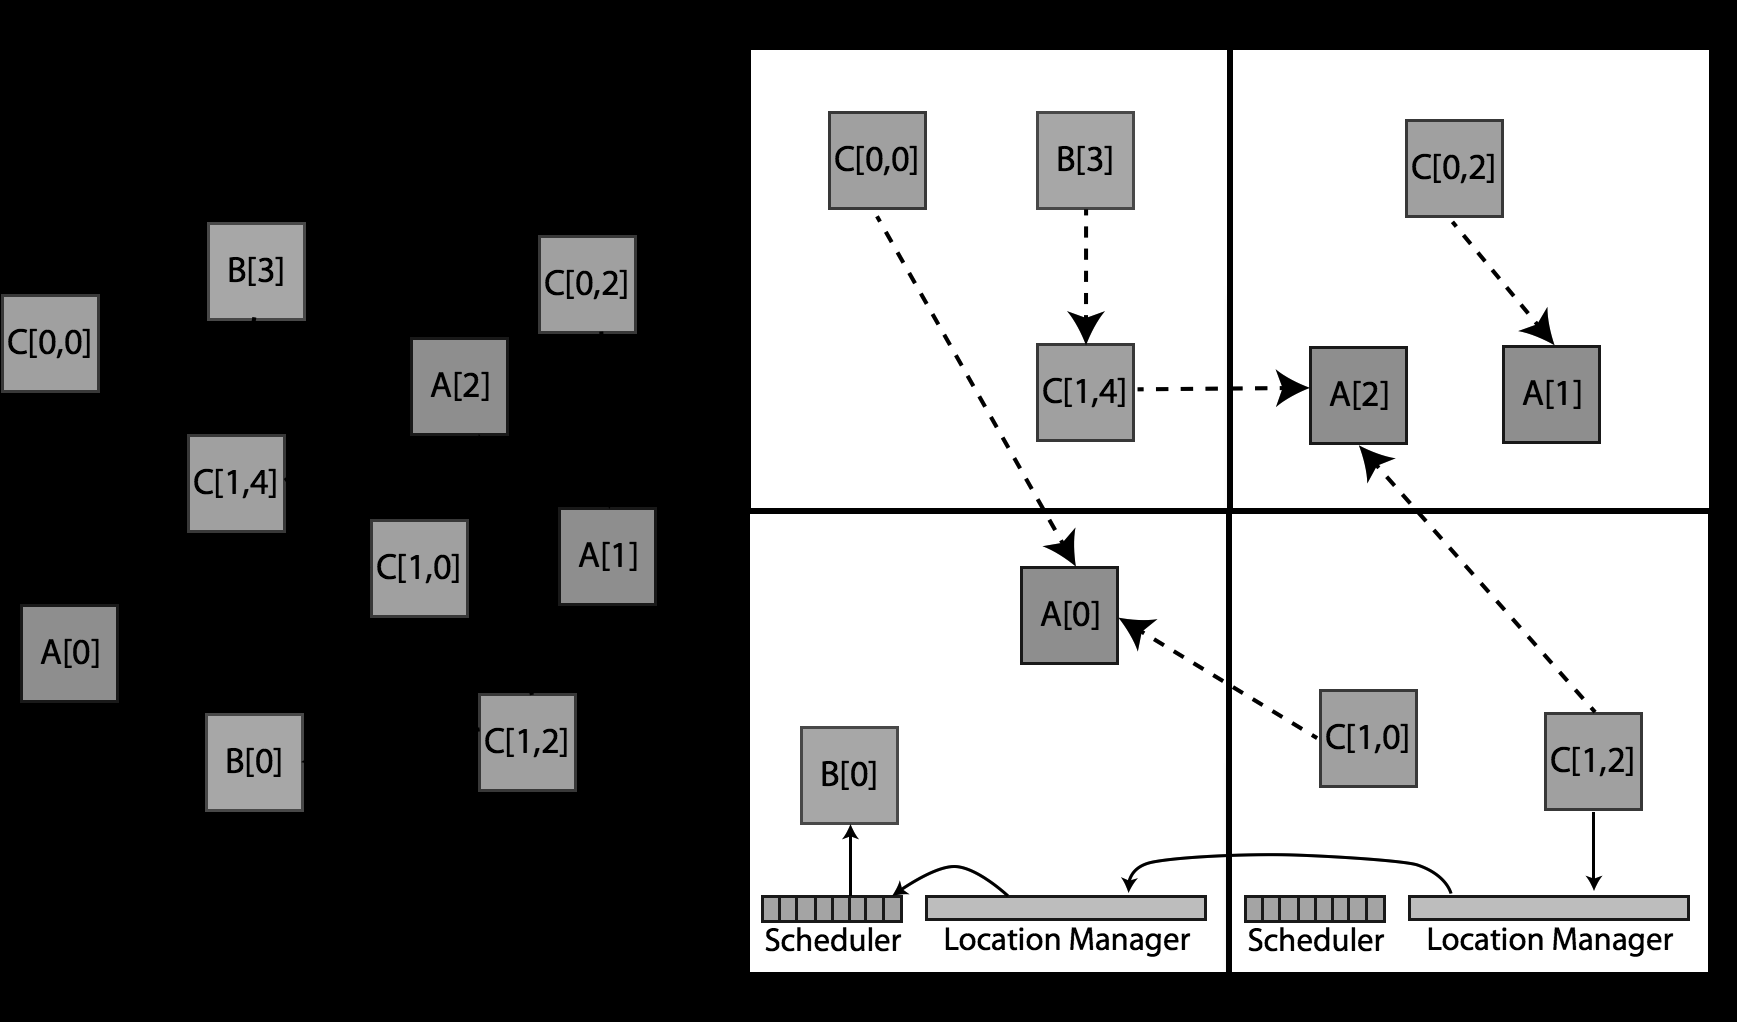 B[3]
C[0,2]
C[0,0]
A[2]
C[1,4]
C[1,0]
A[1]
A[0]
B[0]
C[1,2]
C[0,0]
B[3]
C[1,4]
C[0,2]
A[2]
A[1]
A[0]
B[0]
Scheduler
Location Manager
C[1,0]
C[1,2]
Scheduler
Location Manager